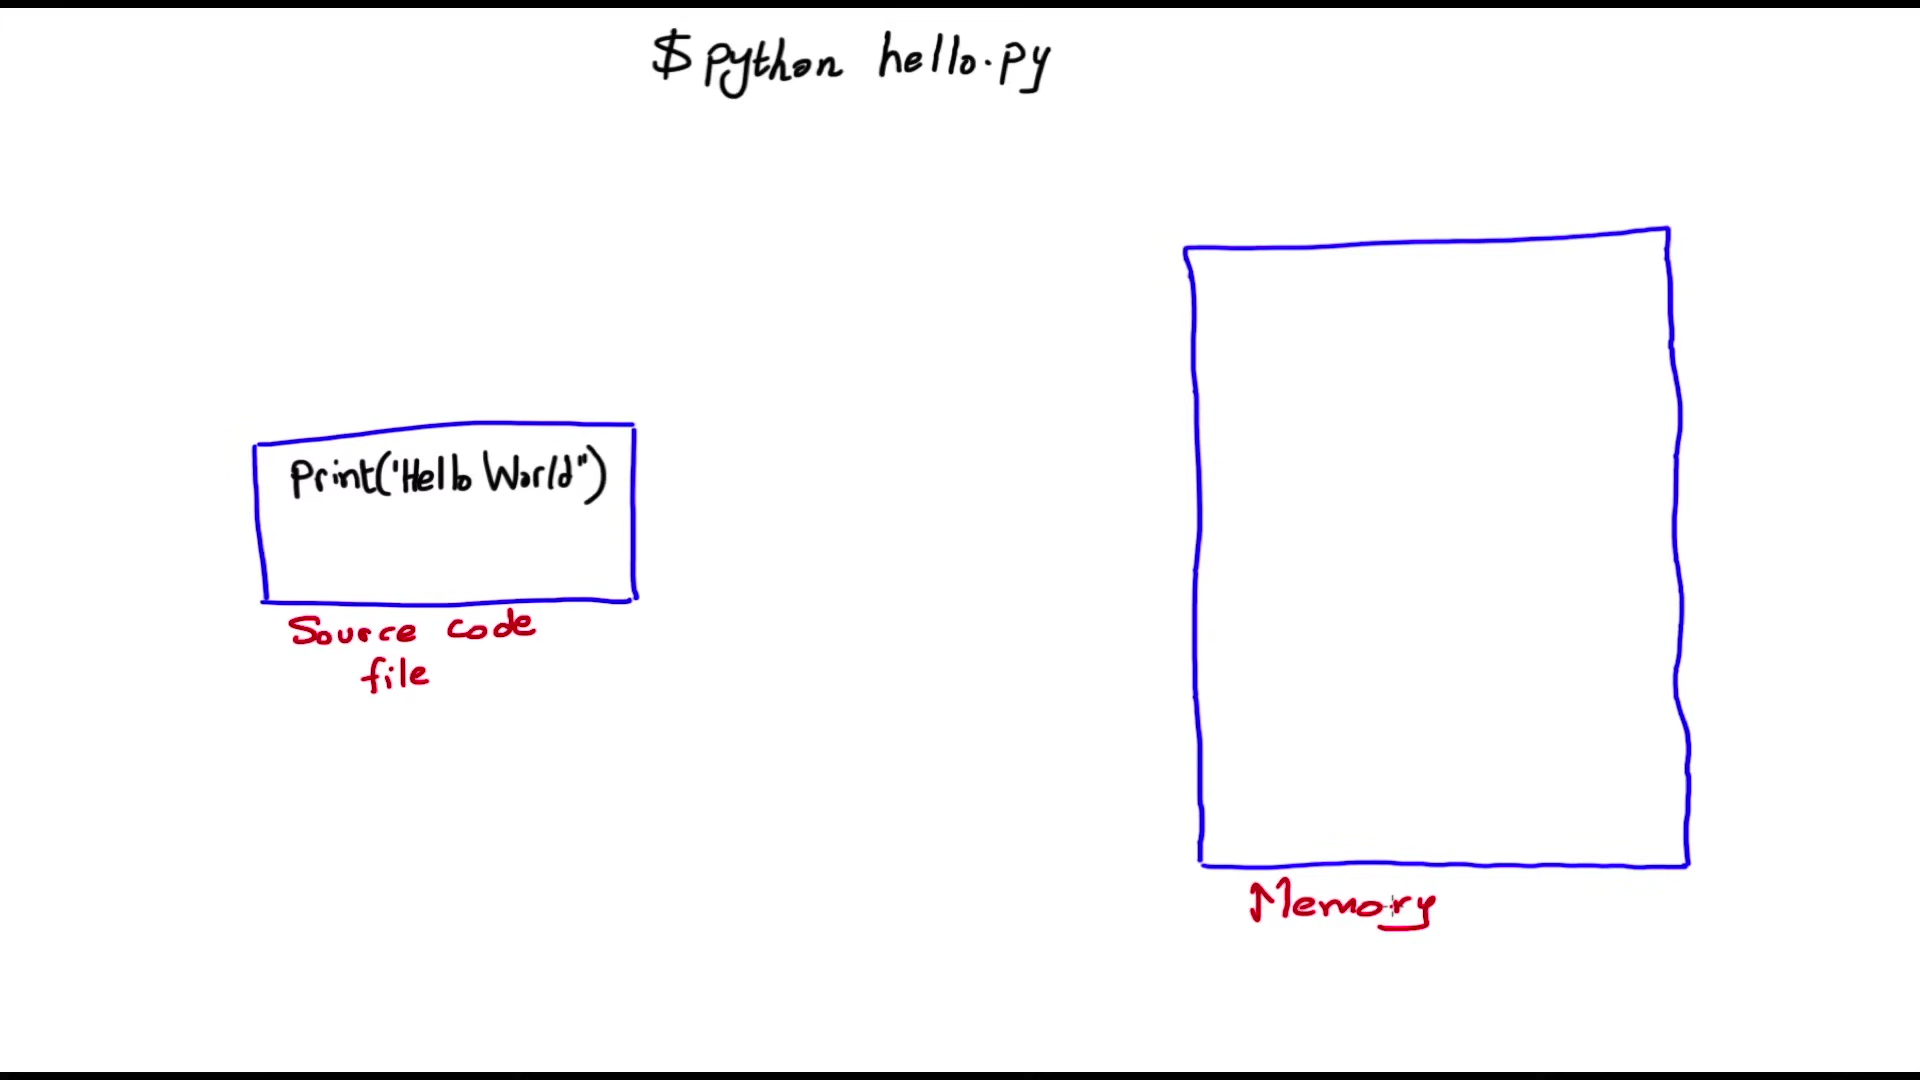 $python hello.py
Print('Hello World")
Source code
file
Memory